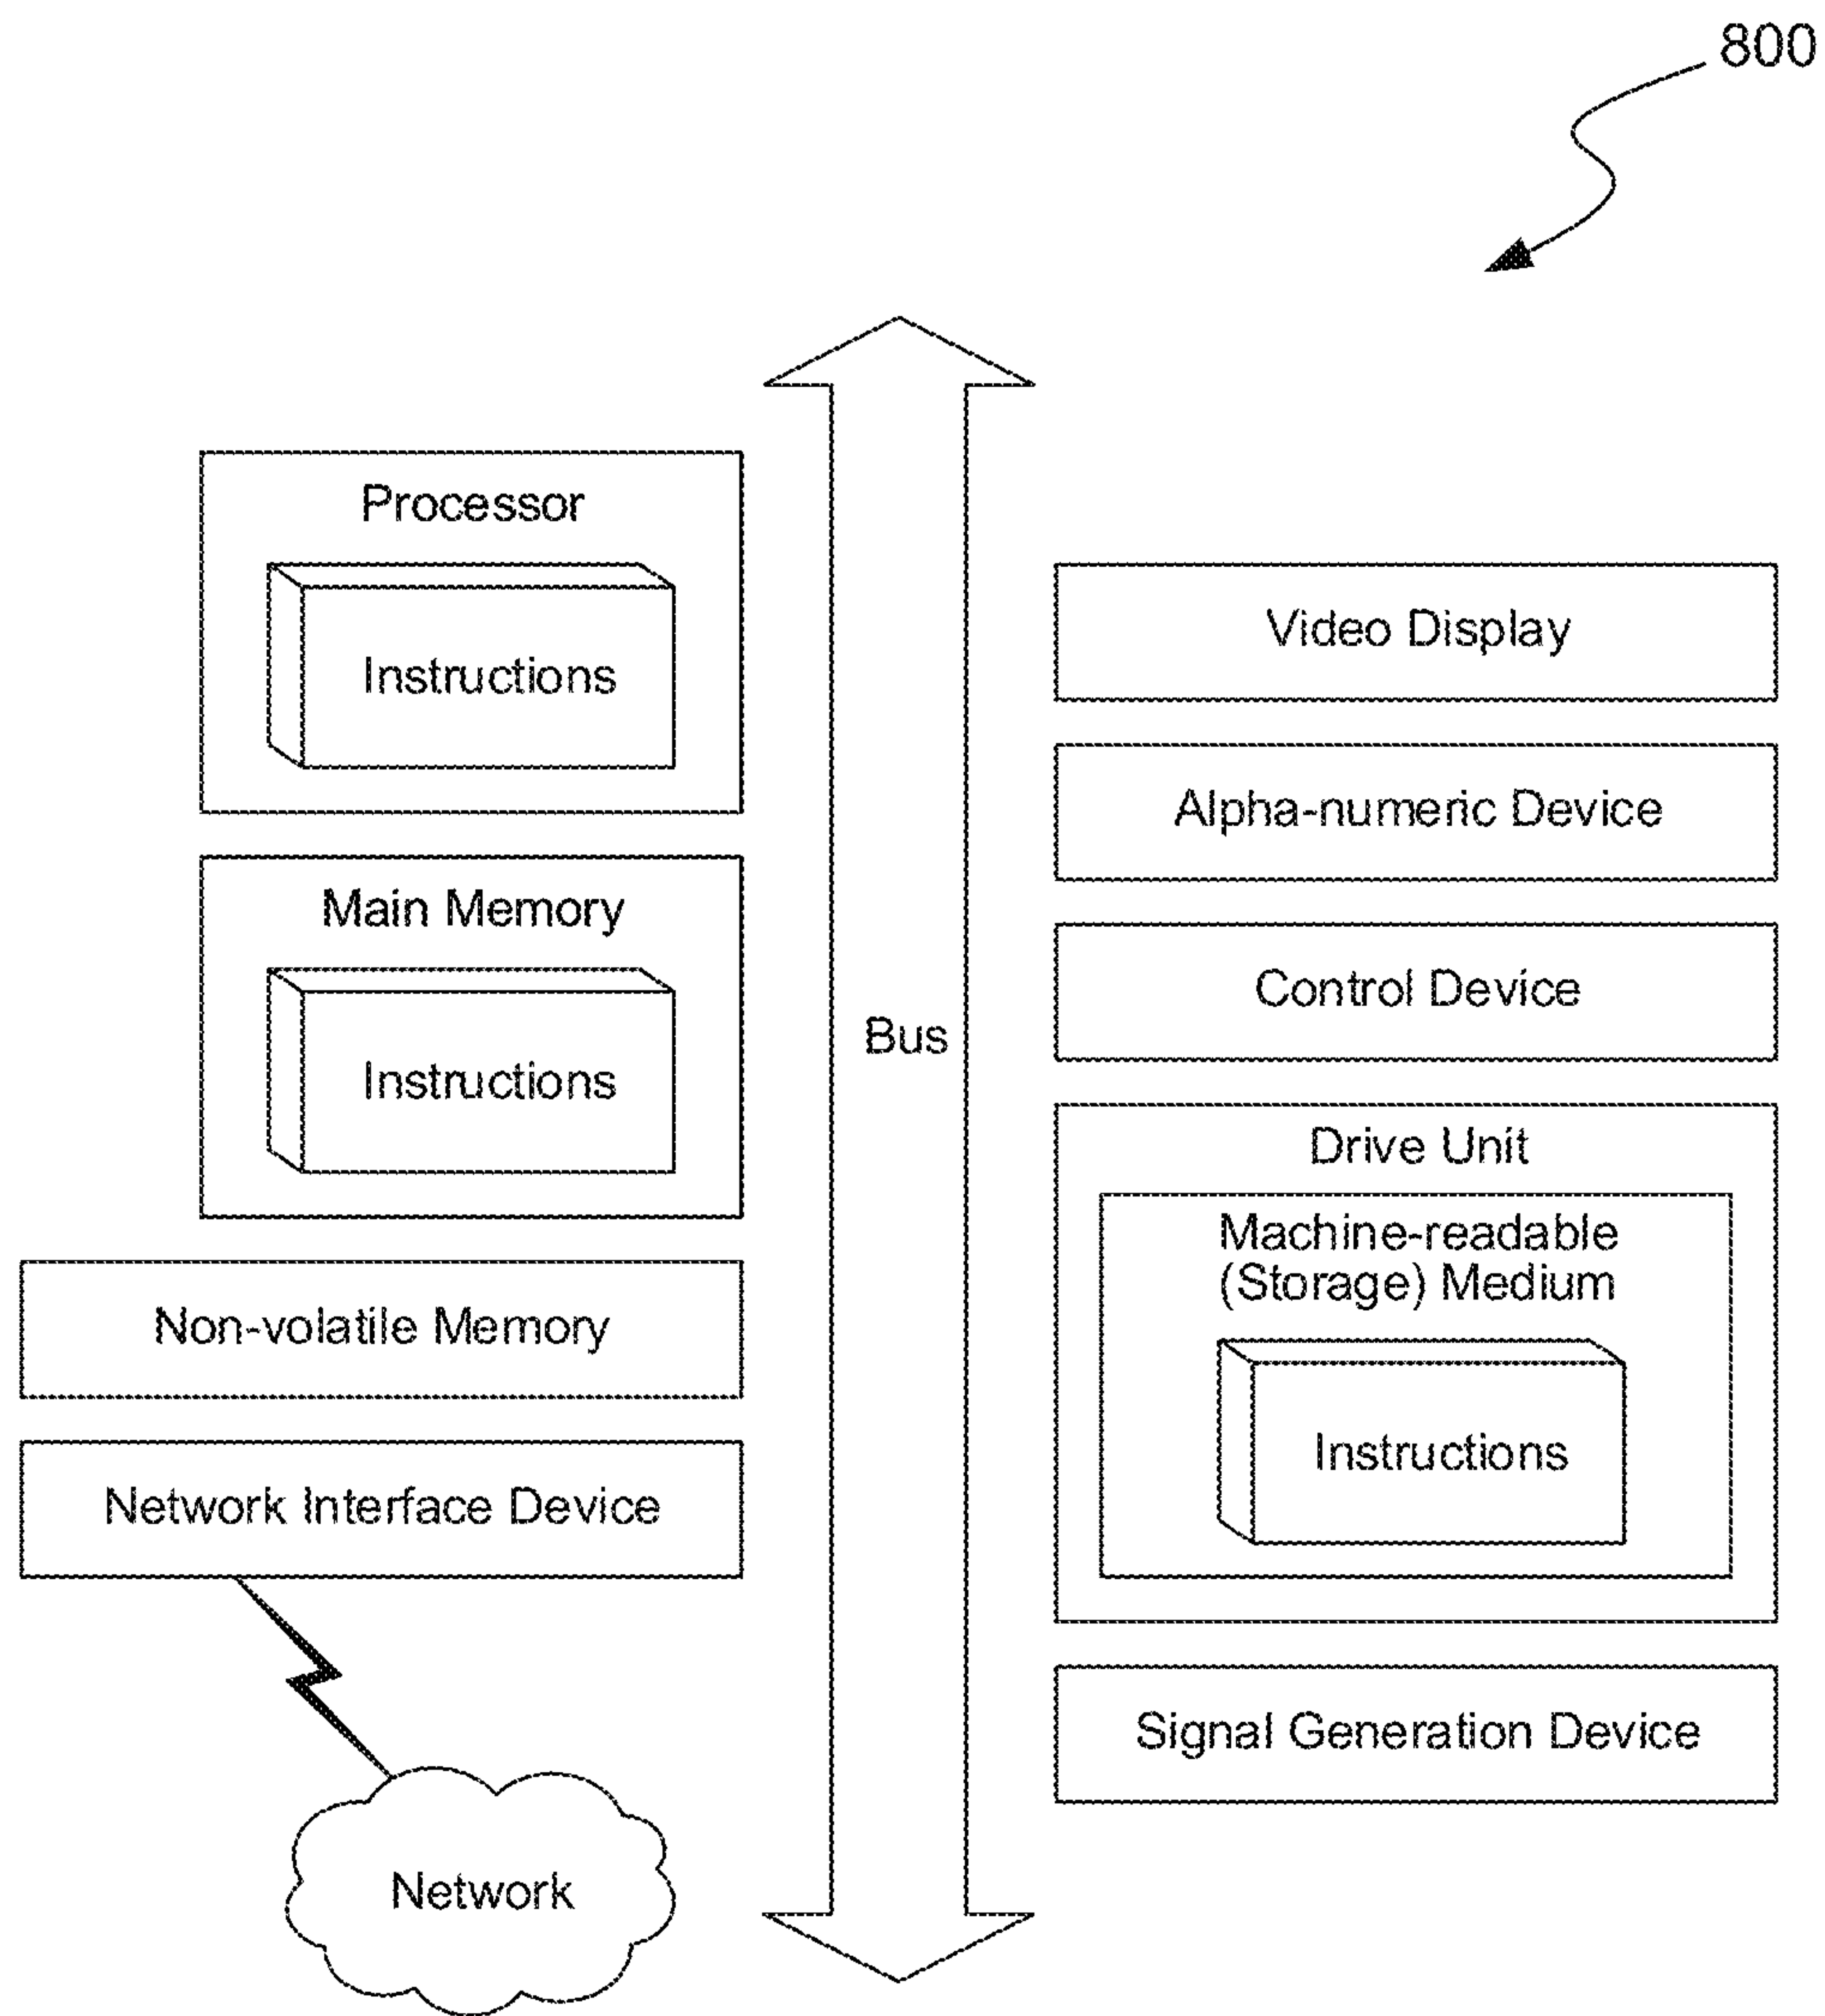 800
Processor
Instructions
Main Memory
Instructions
Non-volatile Memory
Network Interface Device
Network
Bus
Video Display
Alpha-numeric Device
Control Device
Drive Unit
Machine-readable
(Storage) Medium
Instructions
Signal Generation Device